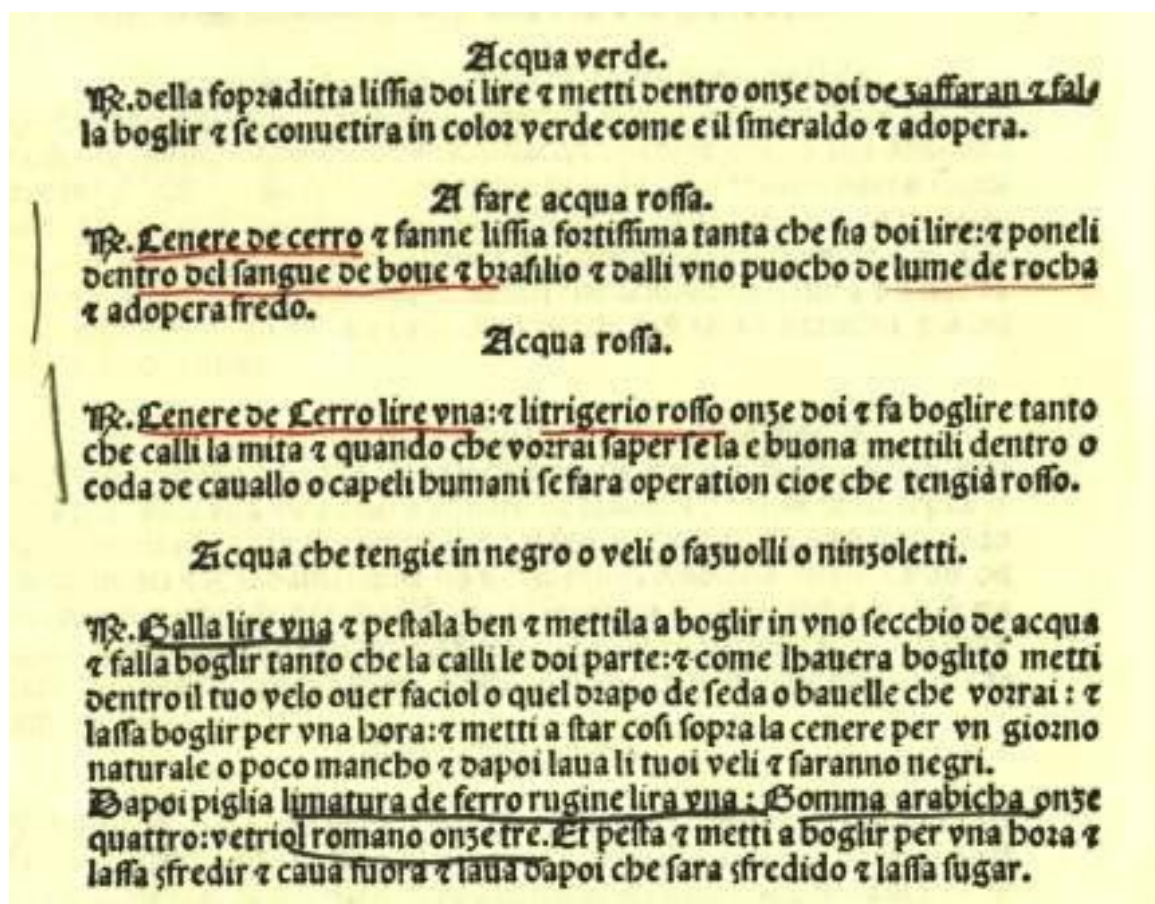 Acqua verde.
℞. della sopraditta lissia doi lire ⁊ metti dentro onze doi de zaffaran ⁊ fala
la boglir ⁊ se conuetira in color verde come e il smeraldo ⁊ adopera.
A fare acqua rossa.
℞. Cenere de cerro ⁊ fanne lissia fortissima tanta che sia doi lire: ⁊ poneli
dentro del sangue de boue ⁊ brasilio ⁊ dalli vno puocho de lume de rocha
⁊ adopera fredo.
Acqua rossa.
℞. Cenere de Cerro lire vna: ⁊ litrigerio rosso onze doi ⁊ fa boglire tanto
che calli la mita ⁊ quando che vorrai saper se la e buona mettili dentro o
coda de cauallo o capeli humani se fara operation cioe che tengia rosso.
Acqua che tengie in negro o veli o fazuolli o ninzoletti.
℞. Galla lire vna ⁊ pestala ben ⁊ mettila a boglir in vno secchio de acqua
⁊ falla boglir tanto che la calli le doi parte: ⁊ come lhauera boglito metti
dentro il tuo velo ouer faciol o quel drapo de seda o bauelle che vorrai : ⁊
lassa boglir per vna hora: ⁊ metti a star cosi sopra la cenere per vn giorno
naturale o poco mancho ⁊ dapoi laua li tuoi veli ⁊ saranno negri.
Dapoi piglia limatura de ferro rugine lira vna : Gomma arabicha onze
quattro: vetriol romano onze tre. Et pesta ⁊ metti a boglir per vna hora ⁊
lassa sfredir ⁊ caua fuora ⁊ laua dapoi che sara sfredido ⁊ lassa sugar.